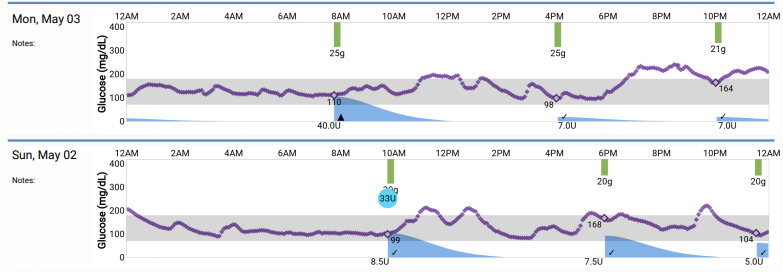 12AM 2AM 4AM 6AM 8AM 10AM 12PM 2PM 4PM 6PM 8PM 10PM 12AM
Mon, May 03
Notes:
Glucose (mg/dL)
400
300
200
100
0
25g 25g 21g
110 98 164
40.0U 7.0U 7.0U
12AM 2AM 4AM 6AM 8AM 10AM 12PM 2PM 4PM 6PM 8PM 10PM 12AM
Sun, May 02
Notes:
Glucose (mg/dL)
400
300
200
100
0
20g 20g
33U
99 168 104
8.5U 7.5U 5.0U